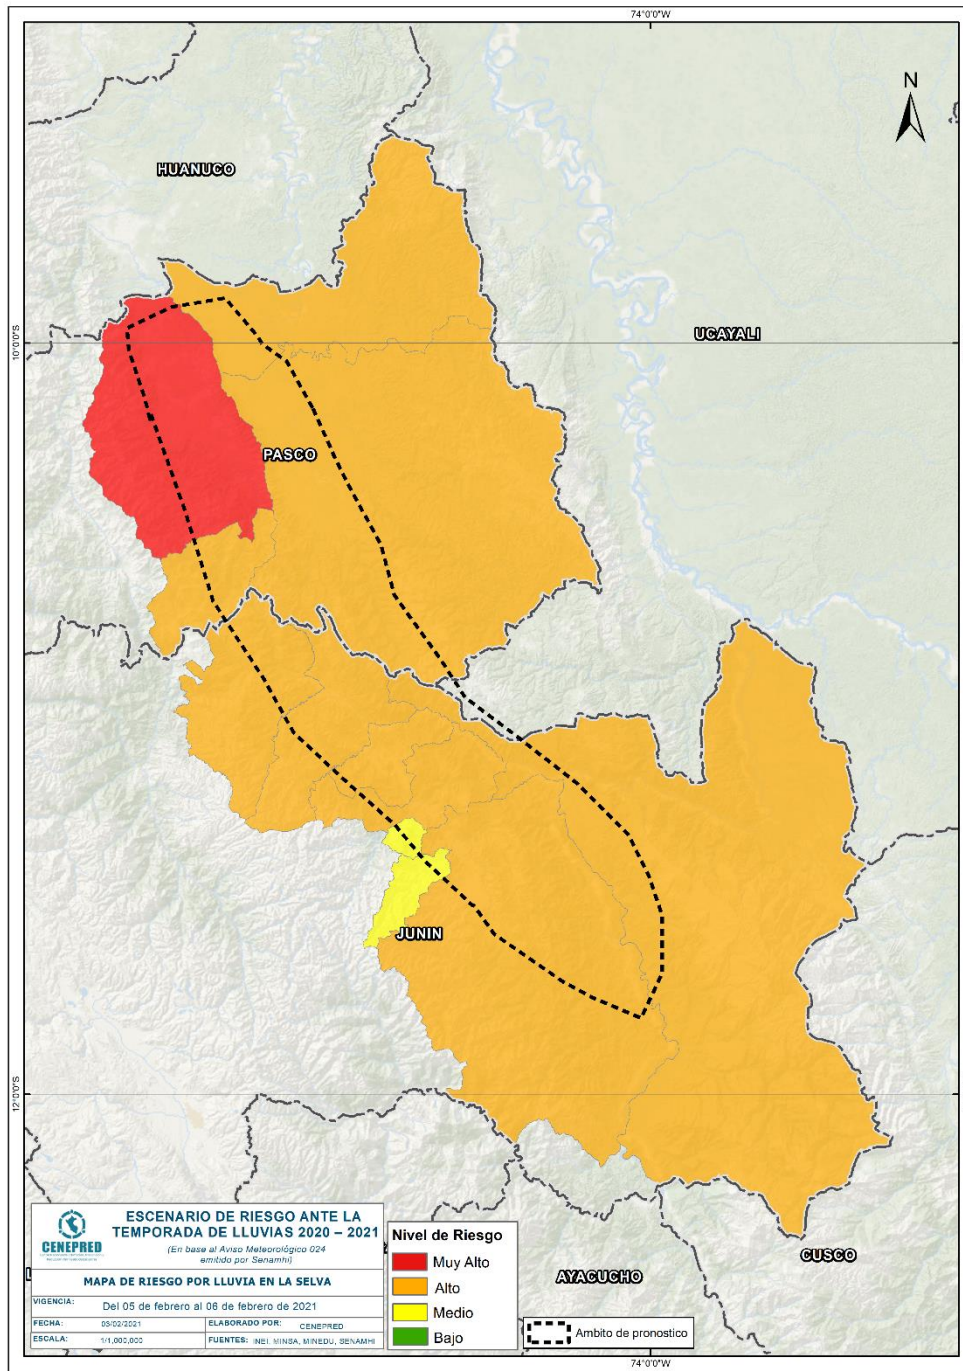 74°0'0"W
N
HUANUCO
UCAYALI
10°0'0"S
PASCO
JUNIN
12°0'0"S
CUSCO
AYACUCHO
CENEPRED
ESCENARIO DE RIESGO ANTE LA
TEMPORADA DE LLUVIAS 2020 – 2021
(En base al Aviso Meteorológico 024
emitido por Senamhi)
MAPA DE RIESGO POR LLUVIA EN LA SELVA
VIGENCIA: Del 05 de febrero al 06 de febrero de 2021
FECHA: 03/02/2021 ELABORADO POR: CENEPRED
ESCALA: 1/1,000,000 FUENTES: INEI, MINSA, MINEDU, SENAMHI
Nivel de Riesgo
Muy Alto
Alto
Medio
Bajo
Ambito de pronostico
74°0'0"W